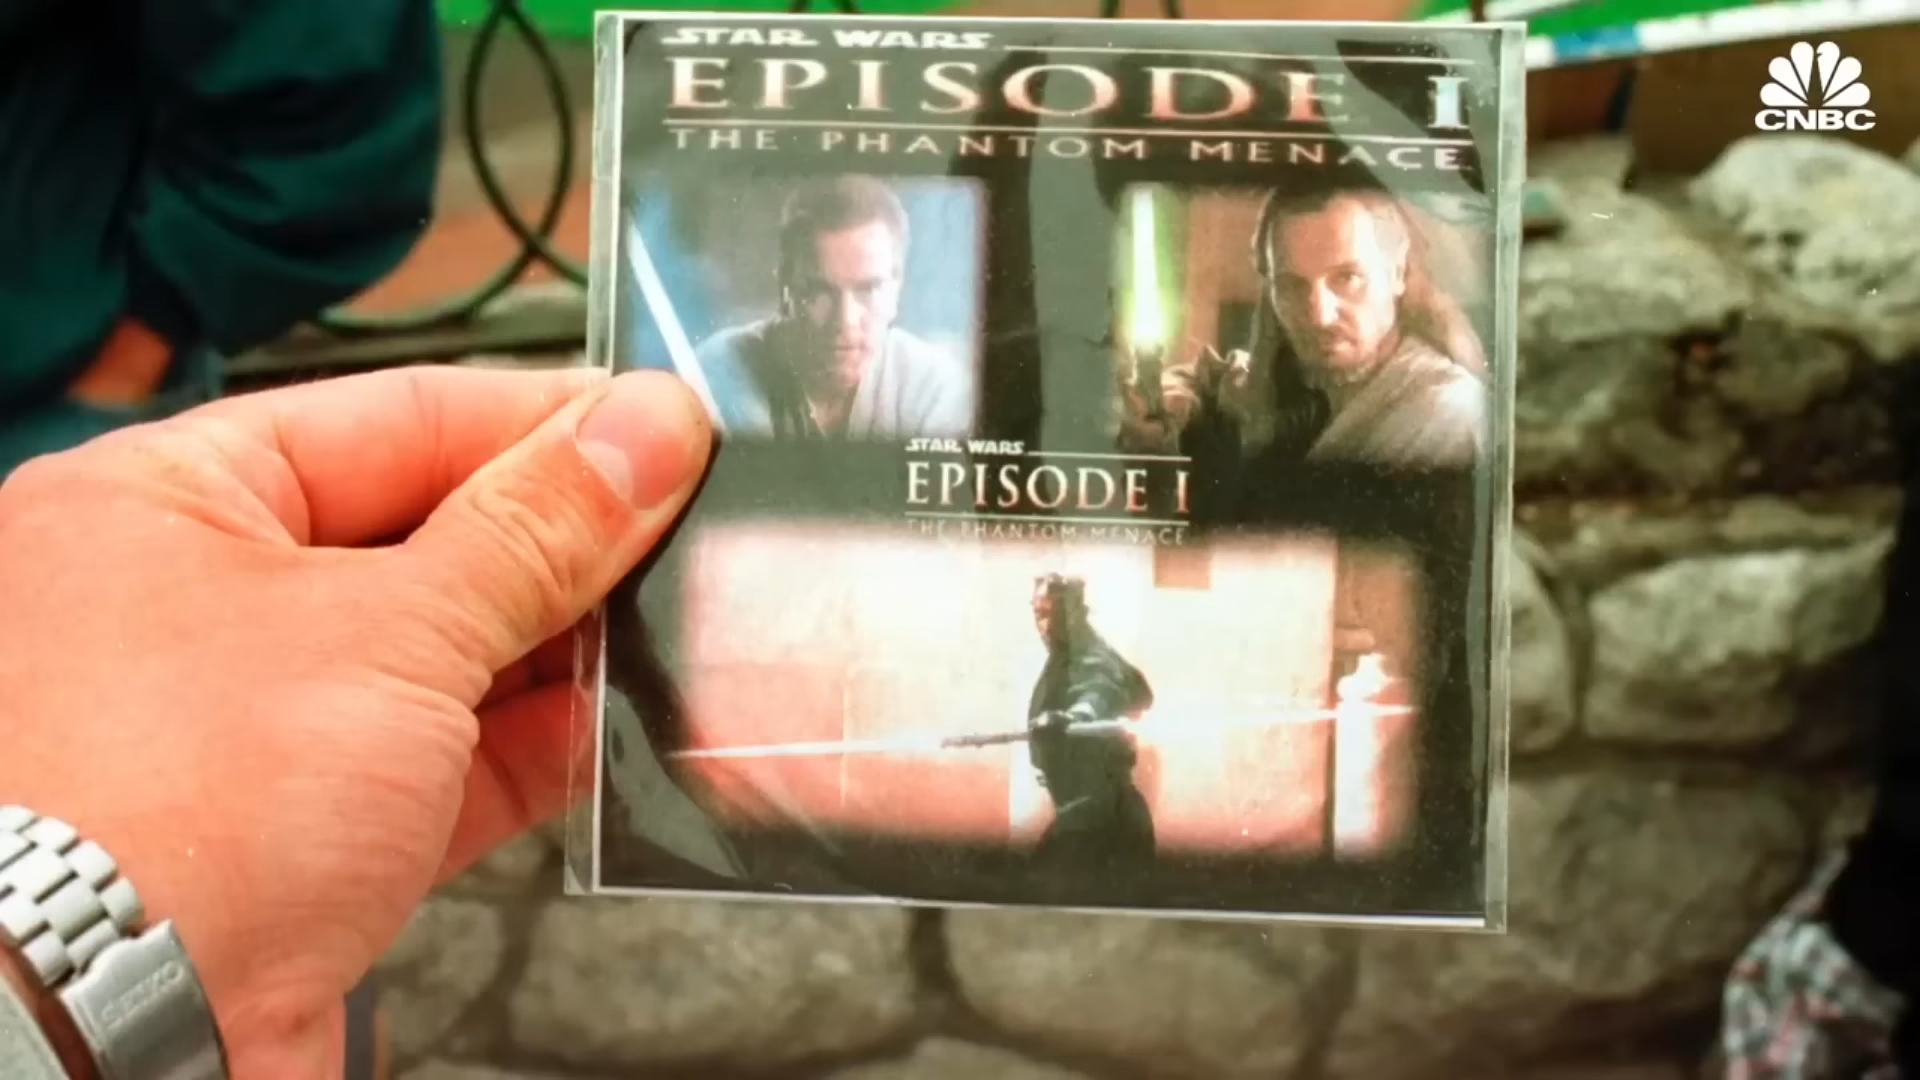 STAR WARS
EPISODE I
THE PHANTOM MENACE
CNBC
STAR WARS
EPISODE I
THE PHANTOM MENACE
SEIKO